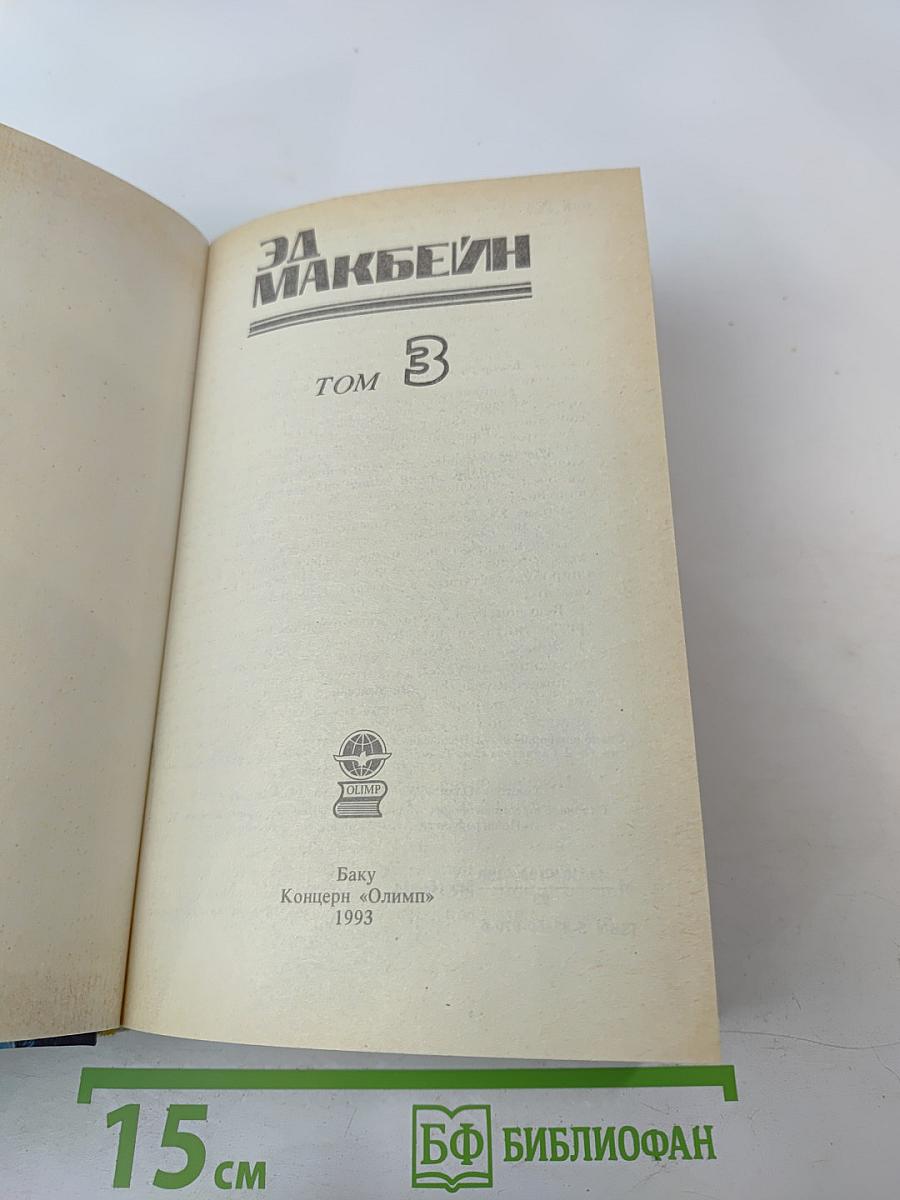 ЭД
МАКБЕЙН
ТОМ 3
OLIMP
Баку
Концерн «Олимп»
1993
15 см
БФ БИБЛИОФАН